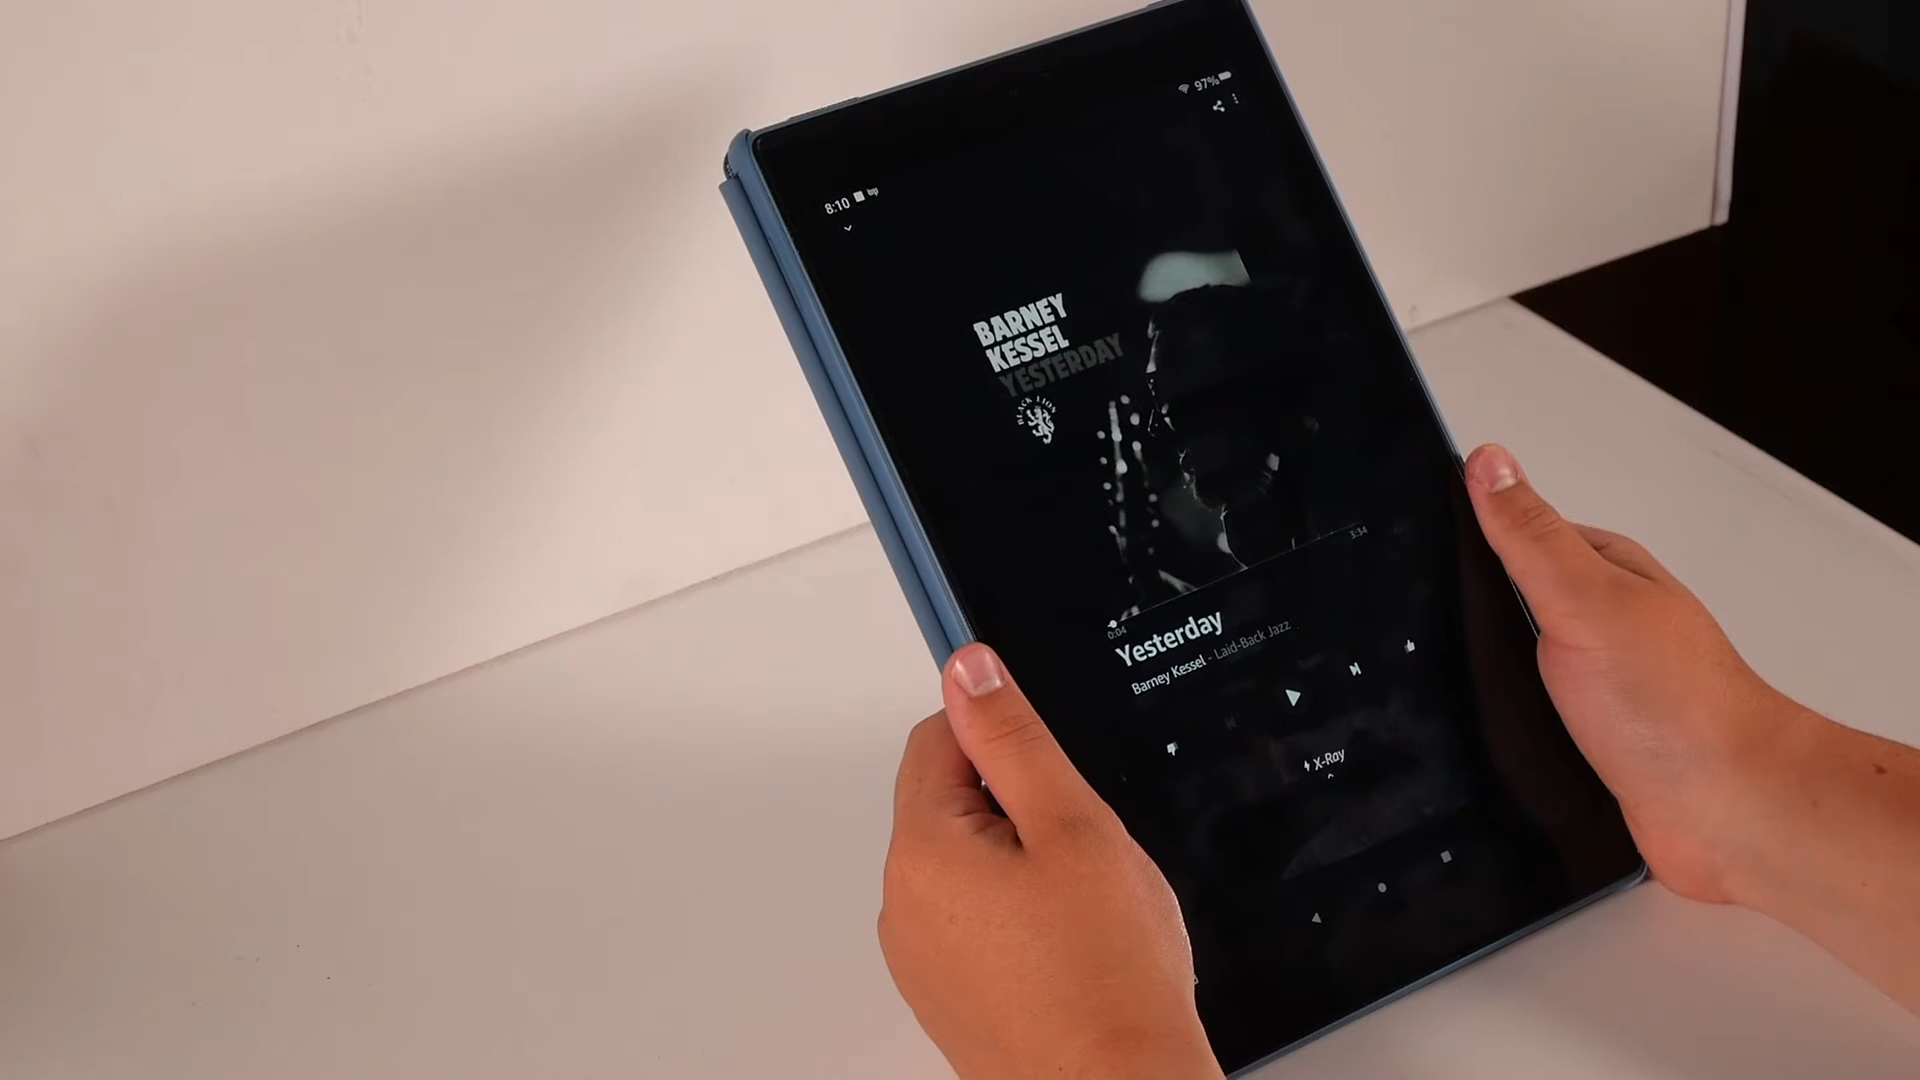 97%
8:10
BARNEY
KESSEL
YESTERDAY
BLACK LION
3:34
0:04
Yesterday
Barney Kessel - Laid-Back Jazz
X-Ray